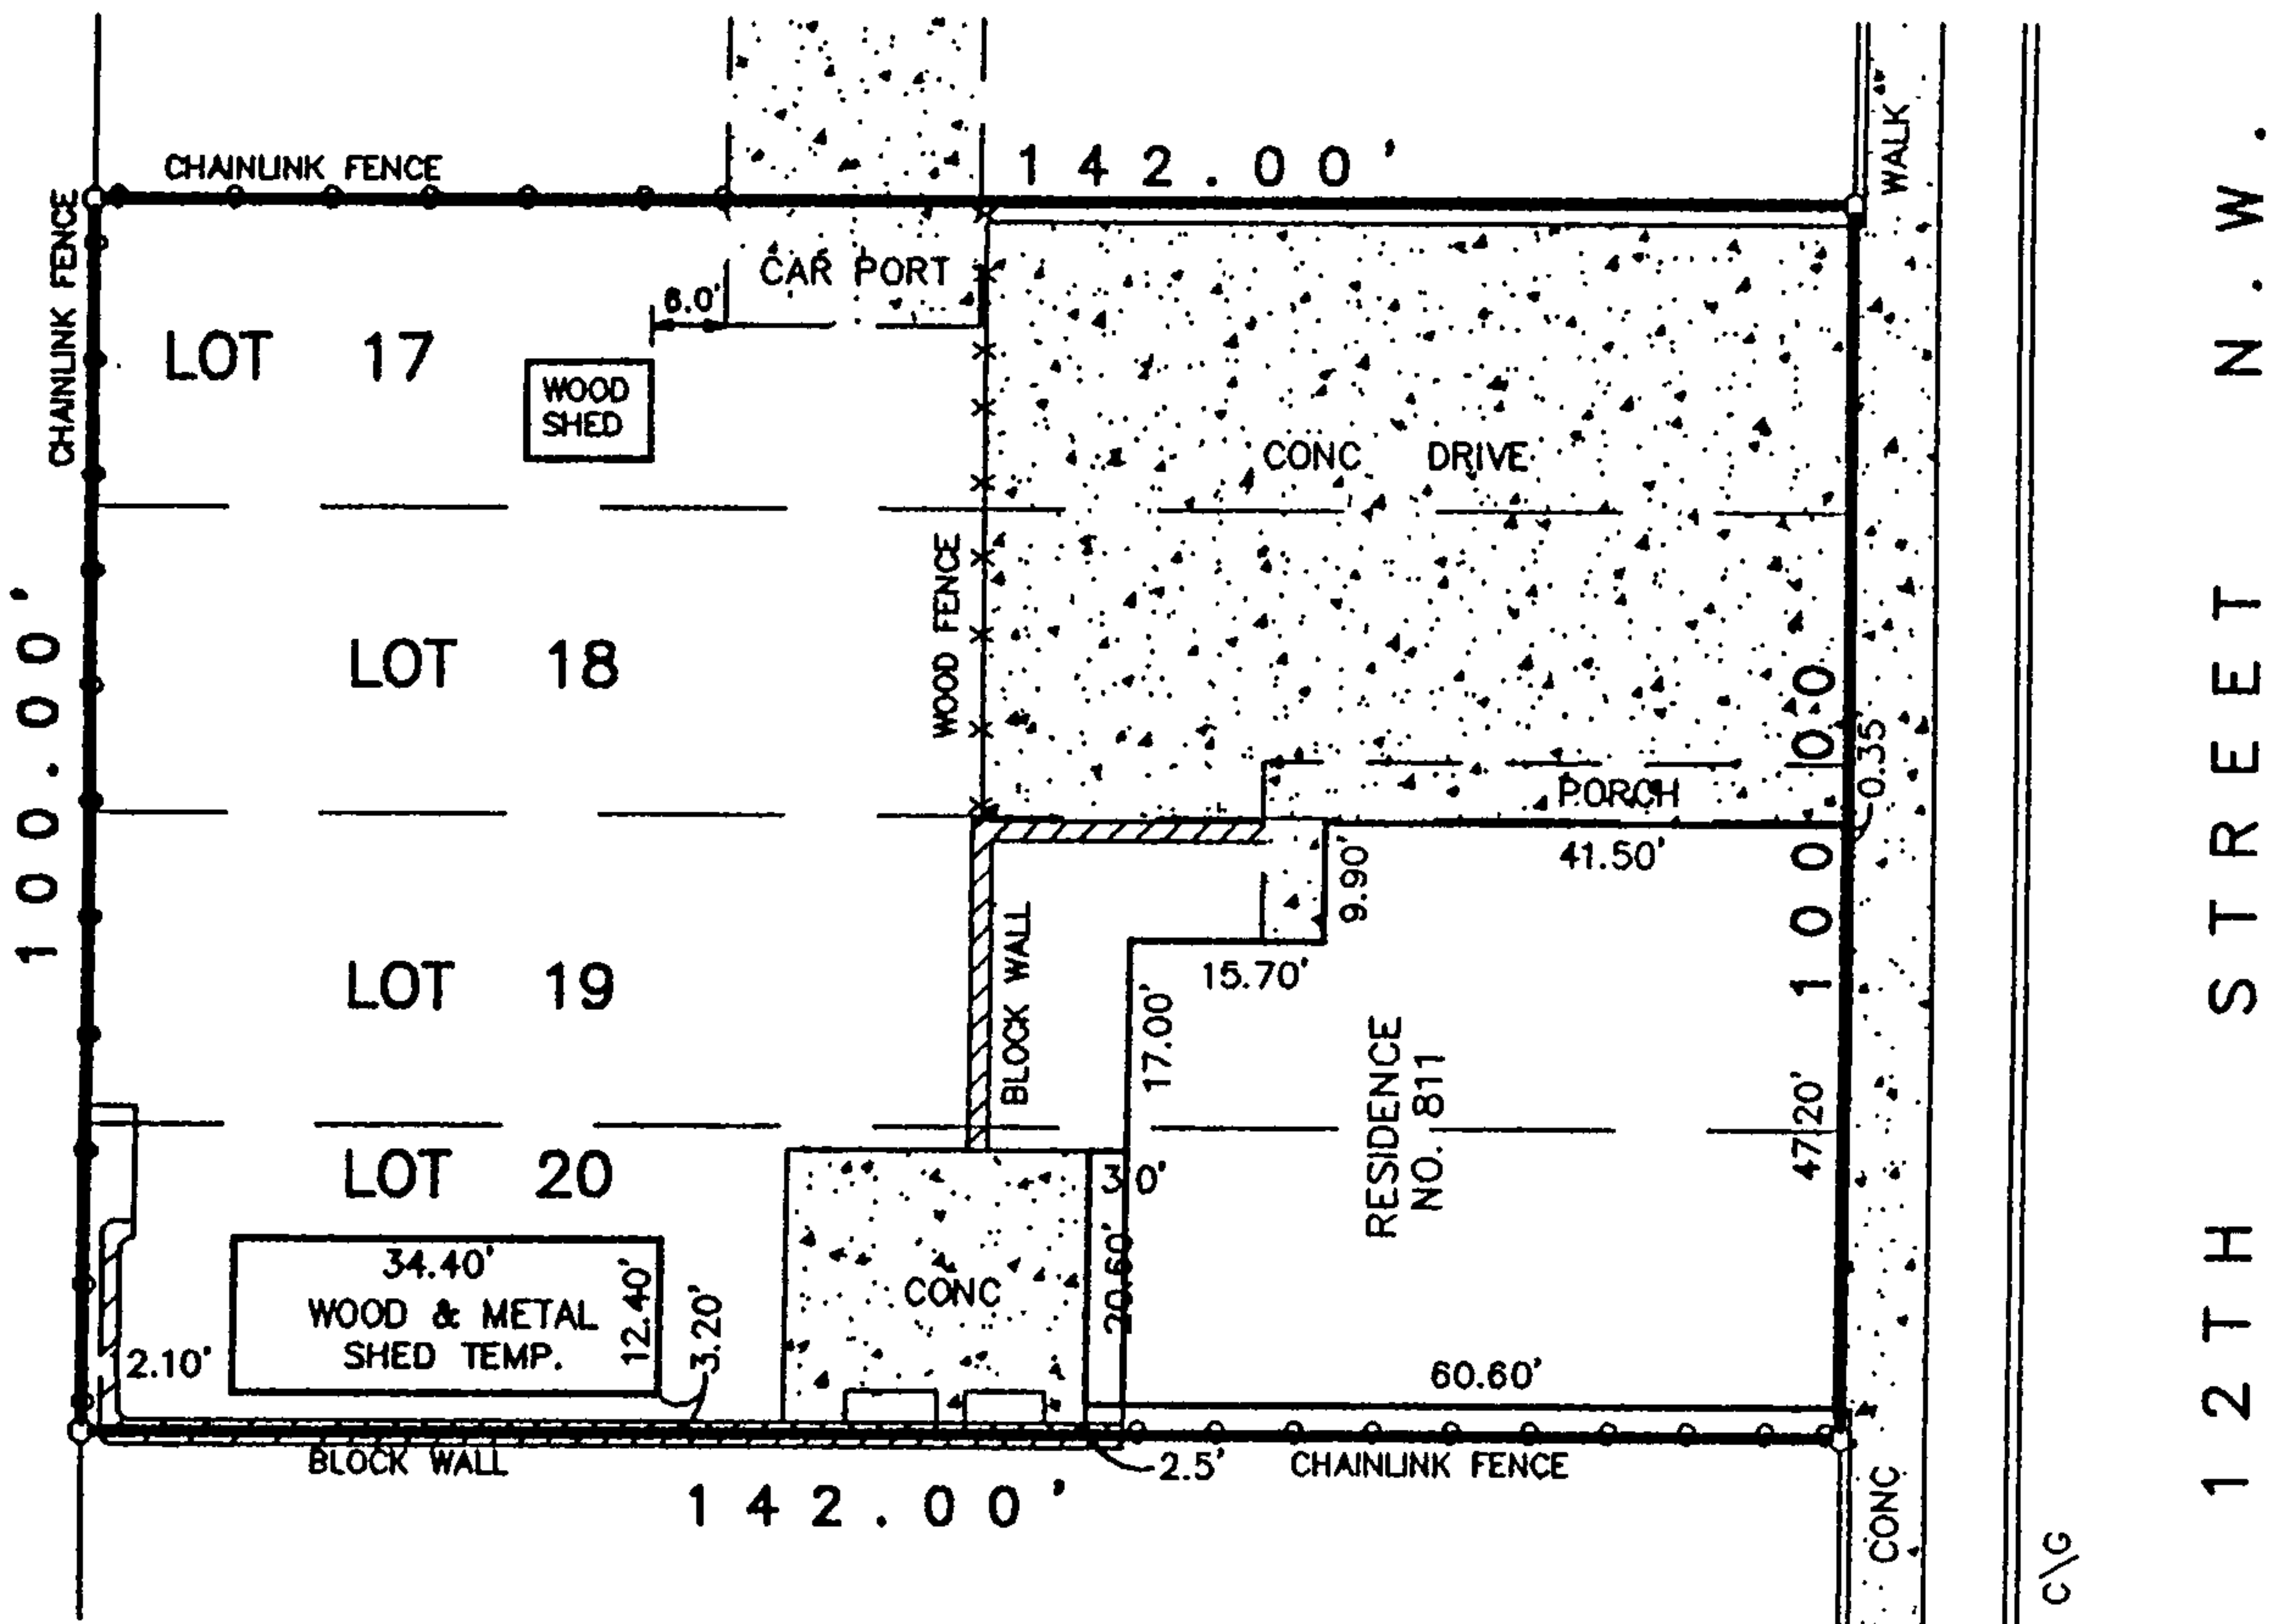 CHAINLINK FENCE
142.00'
WALK
CHAINLINK FENCE
CAR PORT
6.0'
LOT 17
WOOD
SHED
CONC DRIVE
12TH STREET N.W.
WOOD FENCE
100.00'
LOT 18
100.00
0.35'
PORCH
41.50'
9.90'
BLOCK WALL
15.70'
LOT 19
17.00'
RESIDENCE
NO. 811
47.20'
LOT 20
3.0'
34.40'
12.40'
WOOD & METAL
SHED TEMP.
3.20'
2.10'
CONC
20.60'
60.60'
BLOCK WALL
2.5'
CHAINLINK FENCE
142.00'
CONC
C\G